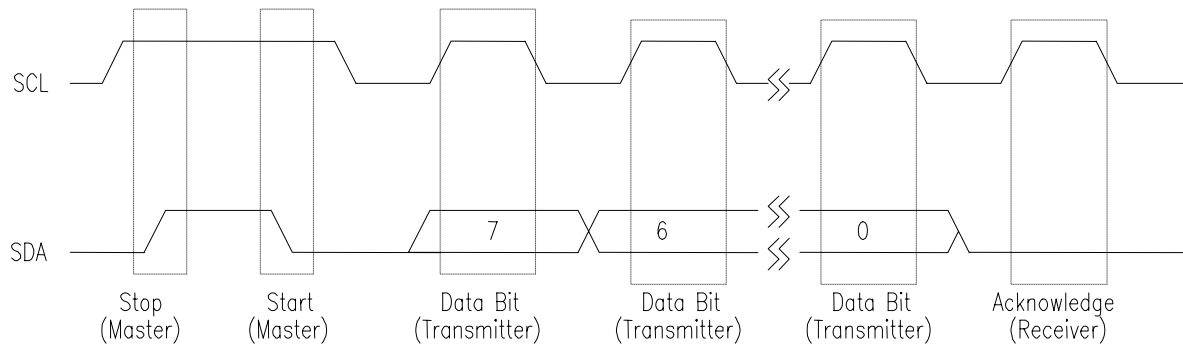 SCL
SDA
7
6
0
Stop
(Master)
Start
(Master)
Data Bit
(Transmitter)
Data Bit
(Transmitter)
Data Bit
(Transmitter)
Acknowledge
(Receiver)